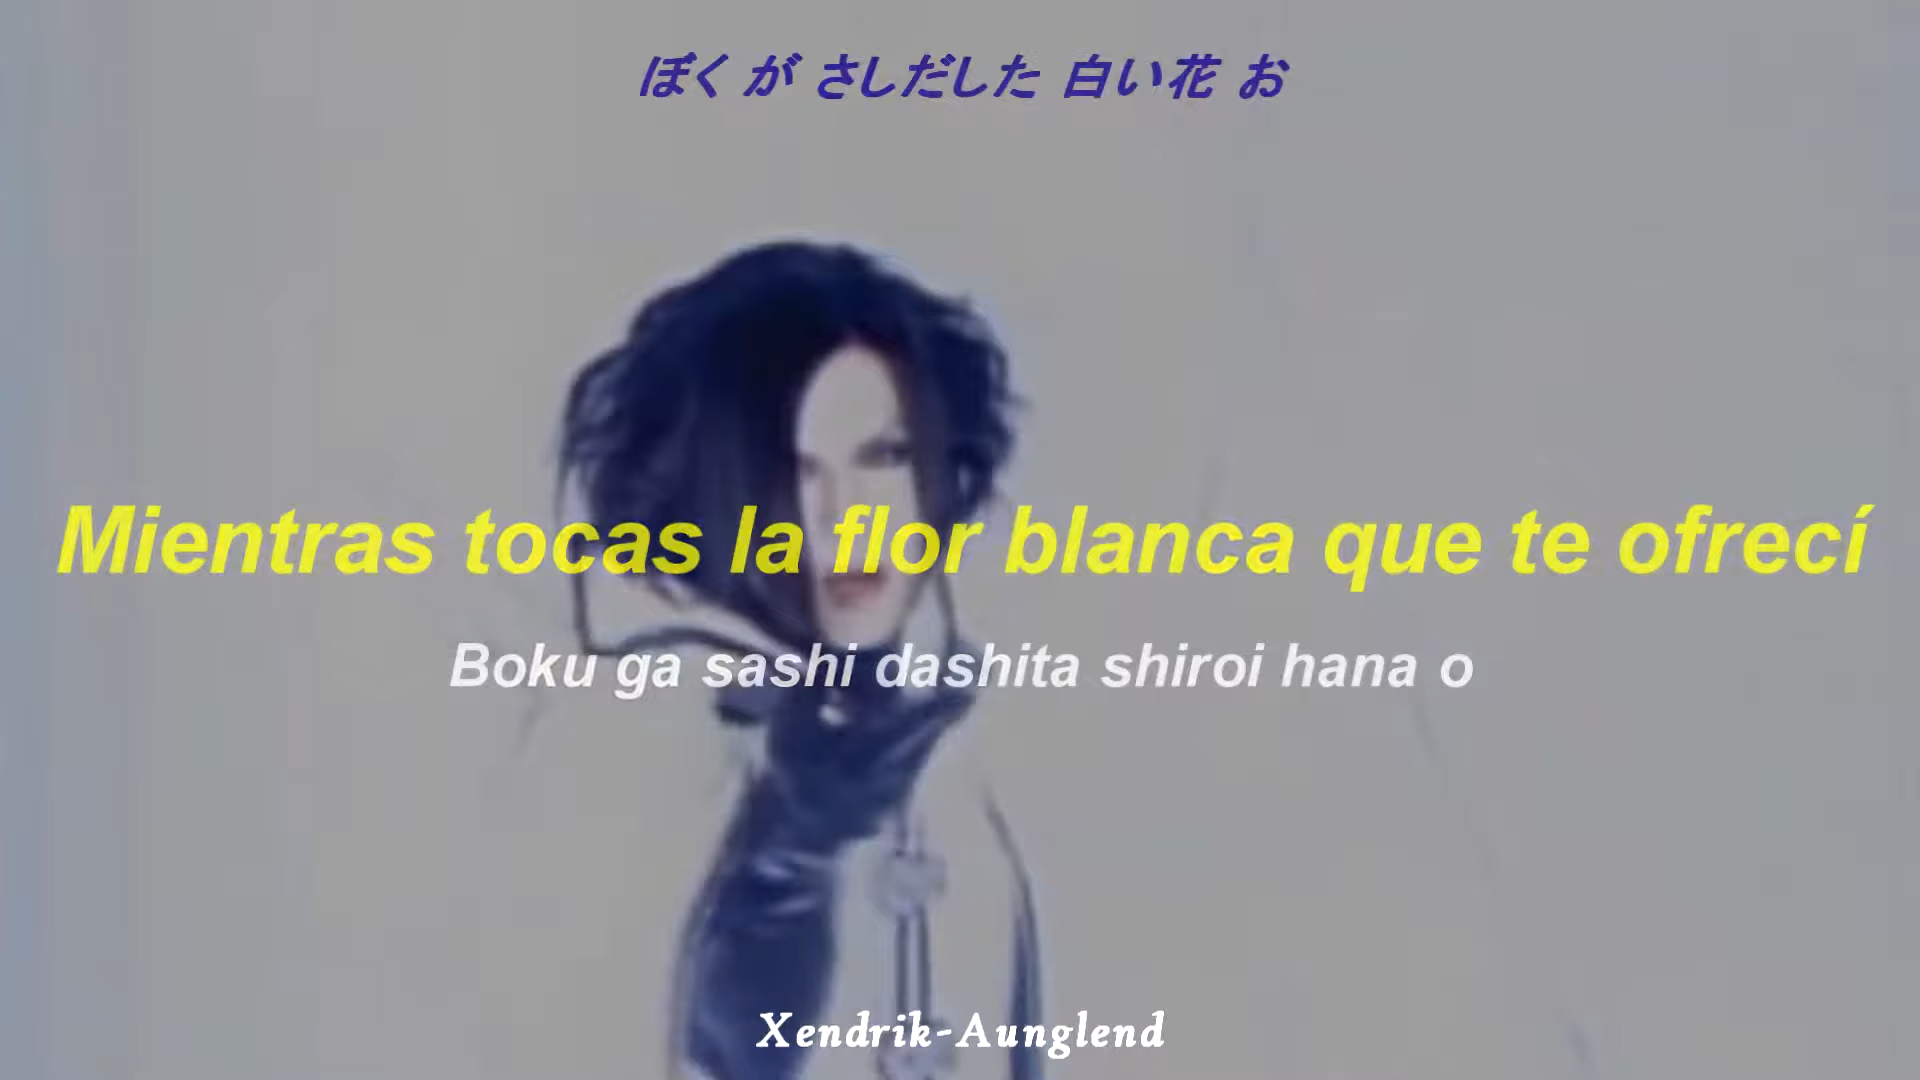 ぼく が さしだした 白い花 お
Mientras tocas la flor blanca que te ofrecí
Boku ga sashi dashita shiroi hana o
Xendrik-Aunglend